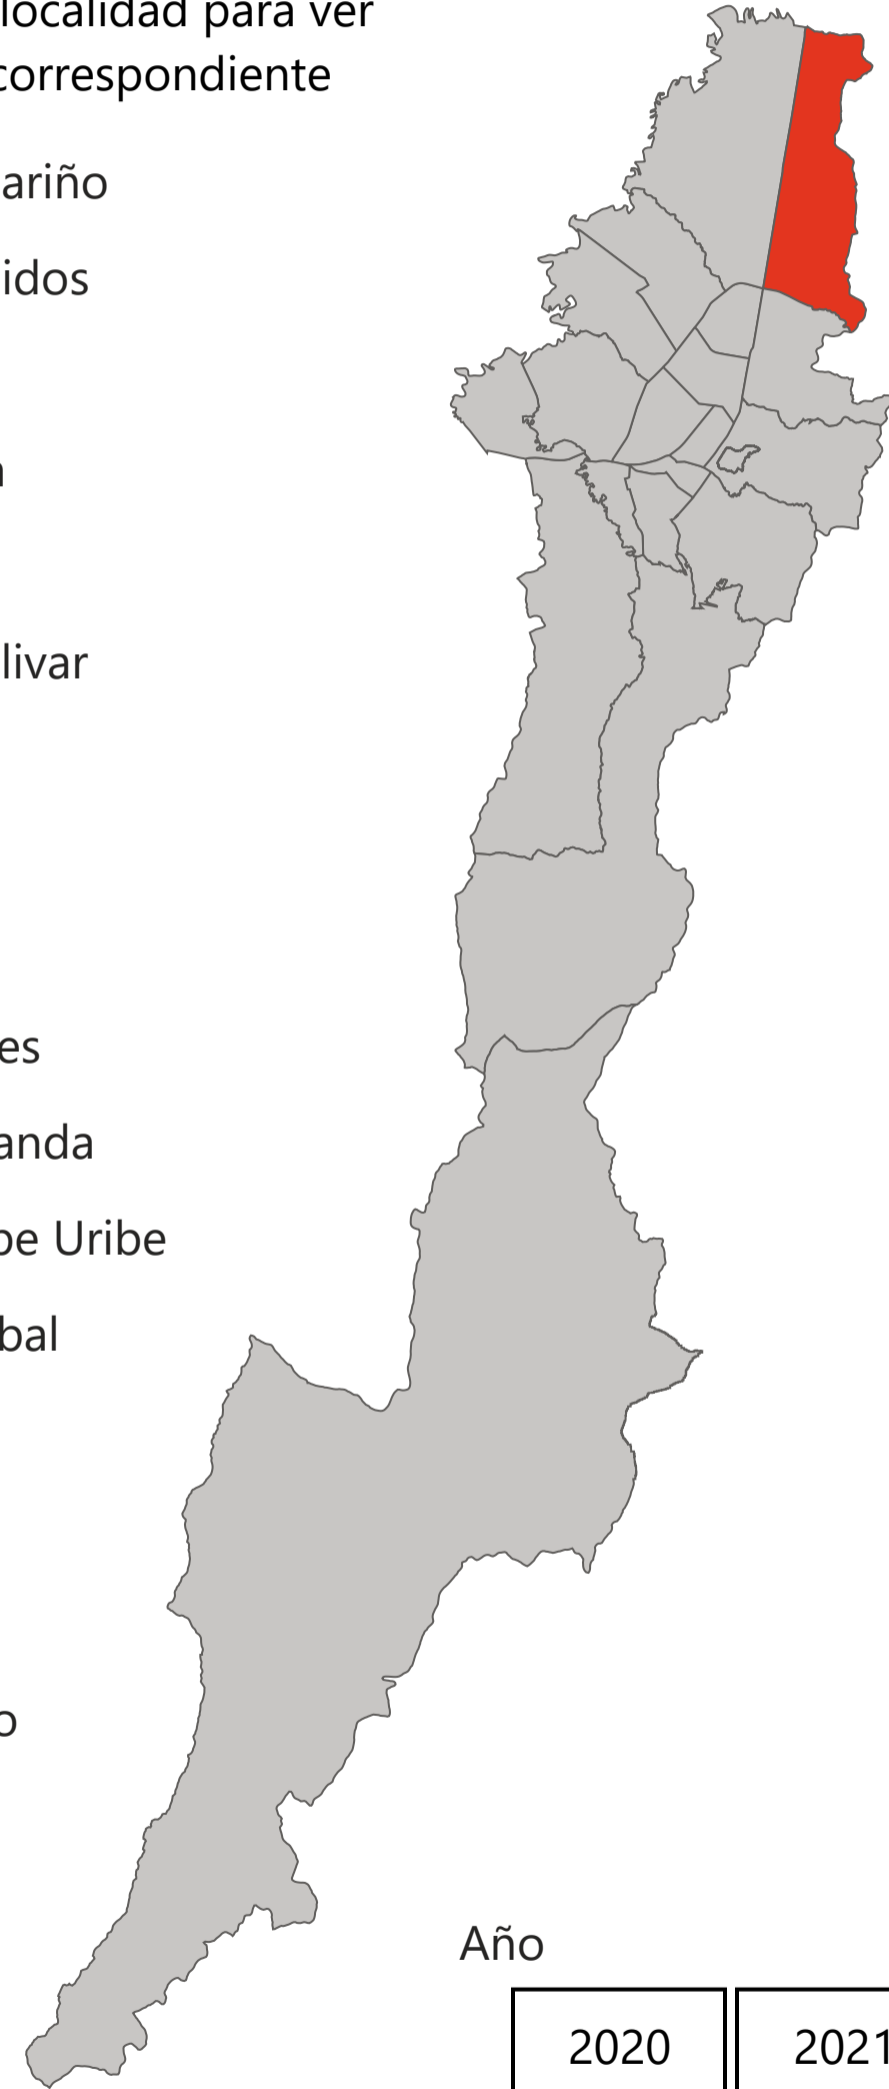 localidad para ver
correspondiente
ariño
idos
livar
es
anda
be Uribe
bal
o
Año
2020 2021